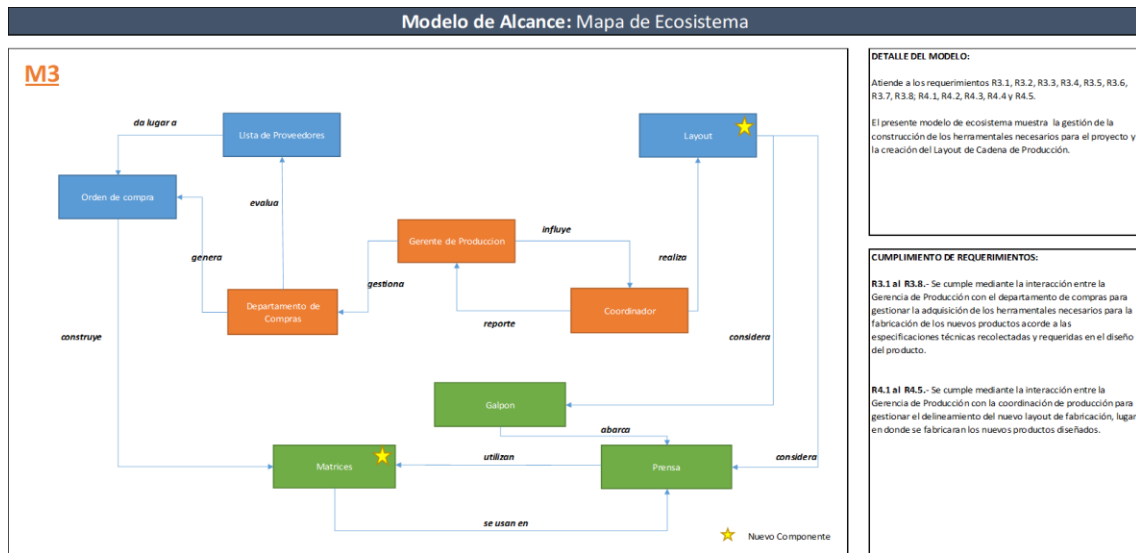 Modelo de Alcance: Mapa de Ecosistema
M3
da lugar a
Lista de Proveedores
Layout
Orden de compra
evalua
Gerente de Produccion
influye
genera
realiza
gestiona
Departamento de
Compras
Coordinador
reporte
construye
considera
Galpon
abarca
Matrices
utilizan
Prensa
considera
se usan en
Nuevo Componente
DETALLE DEL MODELO:
Atiende a los requerimientos R3.1, R3.2, R3.3, R3.4, R3.5, R3.6,
R3.7, R3.8; R4.1, R4.2, R4.3, R4.4 y R4.5.
El presente modelo de ecosistema muestra la gestión de la
construcción de los herramentales necesarios para el proyecto y
la creación del Layout de Cadena de Producción.
CUMPLIMIENTO DE REQUERIMIENTOS:
R3.1 al R3.8.- Se cumple mediante la interacción entre la
Gerencia de Producción con el departamento de compras para
gestionar la adquisición de los herramentales necesarios para la
fabricación de los nuevos productos acorde a las
especificaciones técnicas recolectadas y requeridas en el diseño
del producto.
R4.1 al R4.5.- Se cumple mediante la interacción entre la
Gerencia de Producción con la coordinación de producción para
gestionar el delineamiento del nuevo layout de fabricación, lugar
en donde se fabricaran los nuevos productos diseñados.